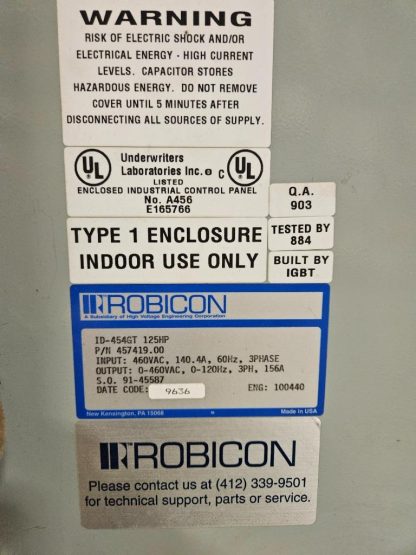 WARNING
RISK OF ELECTRIC SHOCK AND/OR
ELECTRICAL ENERGY - HIGH CURRENT
LEVELS. CAPACITOR STORES
HAZARDOUS ENERGY. DO NOT REMOVE
COVER UNTIL 5 MINUTES AFTER
DISCONNECTING ALL SOURCES OF SUPPLY.
UL Underwriters Laboratories Inc.® C UL
LISTED
ENCLOSED INDUSTRIAL CONTROL PANEL
No. A456
E165766
Q.A.
903
TYPE 1 ENCLOSURE
INDOOR USE ONLY
TESTED BY
884
BUILT BY
IGBT
ROBICON
A Subsidiary of High Voltage Engineering Corporation
ID-454GT 125HP
P/N 457419.00
INPUT: 460VAC, 140.4A, 60Hz, 3PHASE
OUTPUT: 0-460VAC, 0-120Hz, 3PH, 156A
S.O. 91-45587
DATE CODE: 9636 ENG: 100440
New Kensington, PA 15068 Made in USA
ROBICON
Please contact us at (412) 339-9501
for technical support, parts or service.